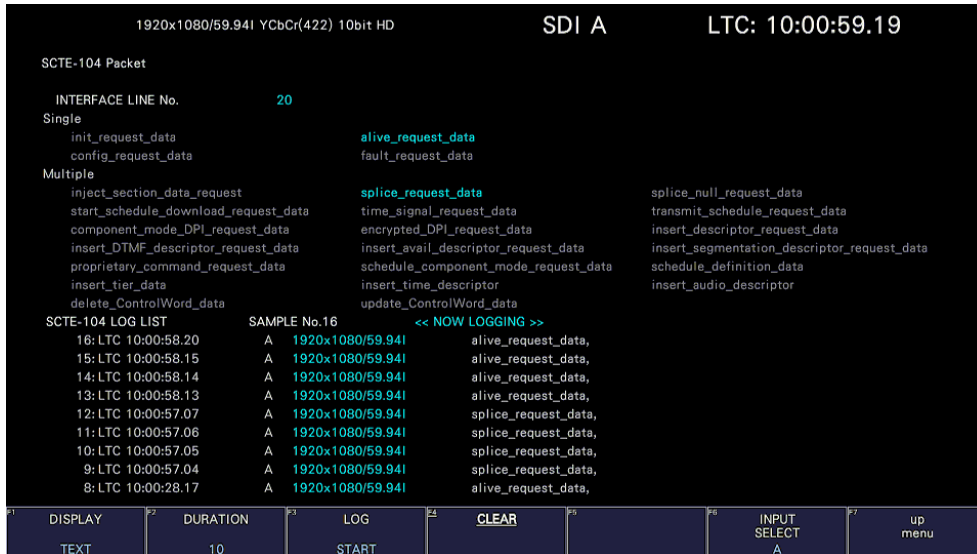 1920x1080/59.94I YCbCr(422) 10bit HD SDI A LTC: 10:00:59.19
SCTE-104 Packet
INTERFACE LINE No. 20
Single
init_request_data alive_request_data
config_request_data fault_request_data
Multiple
inject_section_data_request splice_request_data splice_null_request_data
start_schedule_download_request_data time_signal_request_data transmit_schedule_request_data
component_mode_DPI_request_data encrypted_DPI_request_data insert_descriptor_request_data
insert_DTMF_descriptor_request_data insert_avail_descriptor_request_data insert_segmentation_descriptor_request_data
proprietary_command_request_data schedule_component_mode_request_data schedule_definition_data
insert_tier_data insert_time_descriptor insert_audio_descriptor
delete_ControlWord_data update_ControlWord_data
SCTE-104 LOG LIST SAMPLE No.16 << NOW LOGGING >>
16: LTC 10:00:58.20 A 1920x1080/59.94I alive_request_data,
15: LTC 10:00:58.15 A 1920x1080/59.94I alive_request_data,
14: LTC 10:00:58.14 A 1920x1080/59.94I alive_request_data,
13: LTC 10:00:58.13 A 1920x1080/59.94I alive_request_data,
12: LTC 10:00:57.07 A 1920x1080/59.94I splice_request_data,
11: LTC 10:00:57.06 A 1920x1080/59.94I splice_request_data,
10: LTC 10:00:57.05 A 1920x1080/59.94I splice_request_data,
9: LTC 10:00:57.04 A 1920x1080/59.94I splice_request_data,
8: LTC 10:00:28.17 A 1920x1080/59.94I alive_request_data,
F1 DISPLAY F2 DURATION F3 LOG F4 CLEAR F5 F6 INPUT F7 up
SELECT menu
TEXT 10 START A